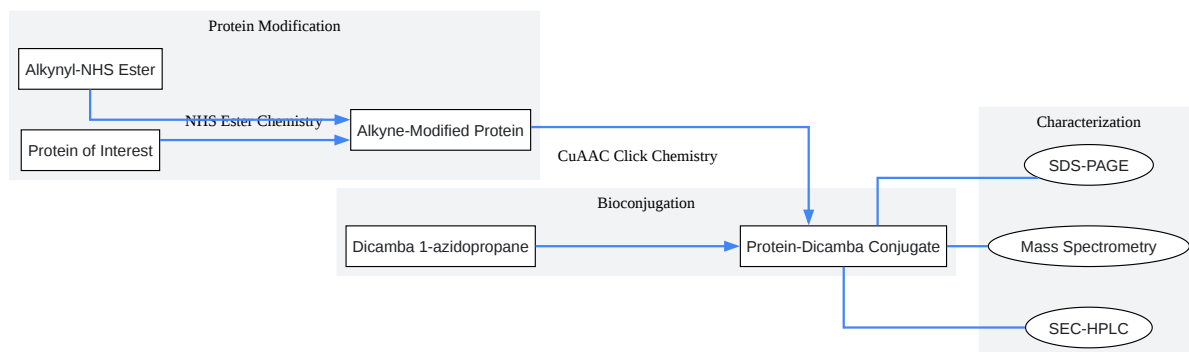 Protein Modification
Alkynyl-NHS Ester
NHS Ester Chemistry
Protein of Interest
Alkyne-Modified Protein
CuAAC Click Chemistry
Bioconjugation
Dicamba 1-azidopropane
Protein-Dicamba Conjugate
Characterization
SDS-PAGE
Mass Spectrometry
SEC-HPLC